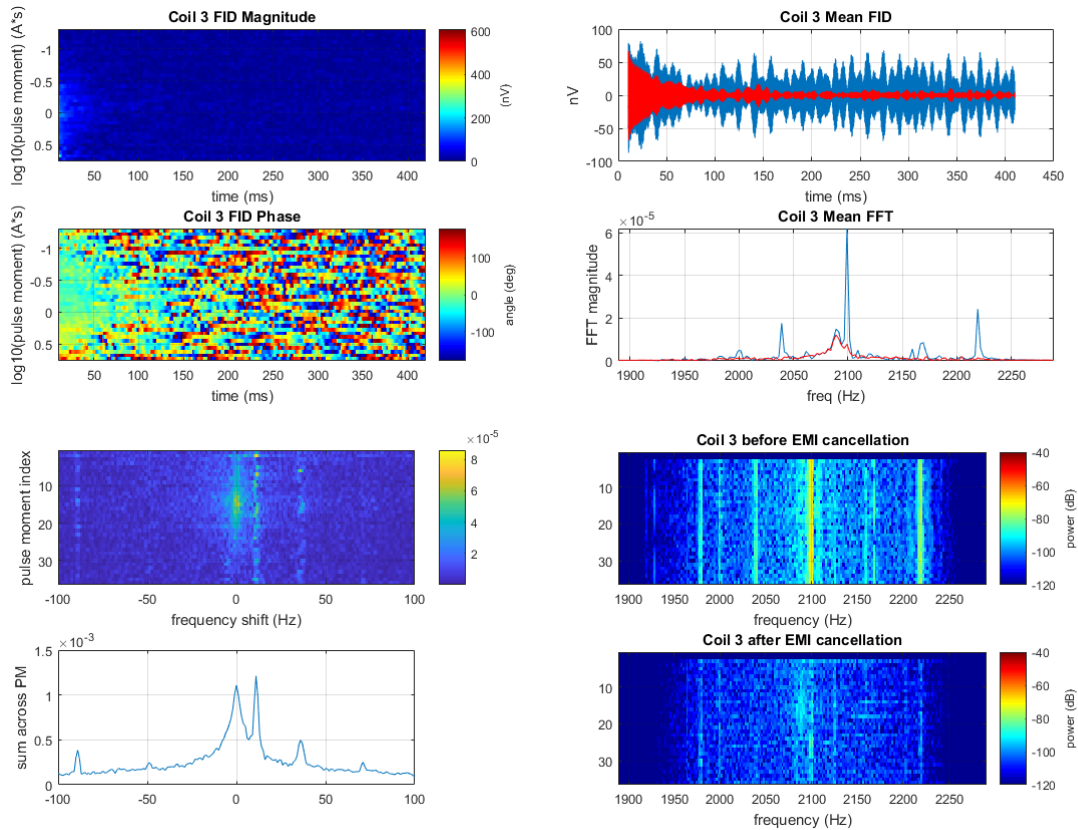 Coil 3 FID Magnitude
log10(pulse moment) (A*s)
-1
-0.5
0
0.5
50 100 150 200 250 300 350 400
time (ms)
600
400
200
0
(nV)
Coil 3 Mean FID
nV
100
50
0
-50
-100
0 50 100 150 200 250 300 350 400 450
time (ms)
Coil 3 FID Phase
log10(pulse moment) (A*s)
-1
-0.5
0
0.5
50 100 150 200 250 300 350 400
time (ms)
100
0
-100
angle (deg)
Coil 3 Mean FFT
×10-5
FFT magnitude
6
4
2
0
1900 1950 2000 2050 2100 2150 2200 2250
freq (Hz)
pulse moment index
10
20
30
-100 -50 0 50 100
frequency shift (Hz)
×10-5
8
6
4
2
Coil 3 before EMI cancellation
10
20
30
1900 1950 2000 2050 2100 2150 2200 2250
frequency (Hz)
-40
-60
-80
-100
-120
power (dB)
×10-3
sum across PM
1.5
1
0.5
0
-100 -50 0 50 100
Coil 3 after EMI cancellation
10
20
30
1900 1950 2000 2050 2100 2150 2200 2250
frequency (Hz)
-40
-60
-80
-100
-120
power (dB)